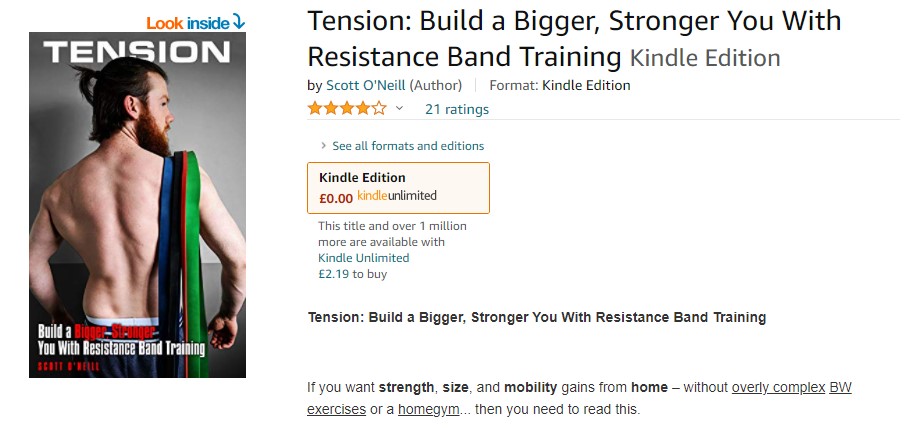 Look inside
TENSION
Build a Bigger, Stronger
You With Resistance Band Training
SCOTT O'NEILL
Tension: Build a Bigger, Stronger You With
Resistance Band Training Kindle Edition
by Scott O'Neill (Author) Format: Kindle Edition
21 ratings
See all formats and editions
Kindle Edition
£0.00 kindleunlimited
This title and over 1 million
more are available with
Kindle Unlimited
£2.19 to buy
Tension: Build a Bigger, Stronger You With Resistance Band Training
If you want strength, size, and mobility gains from home – without overly complex BW
exercises or a homegym... then you need to read this.